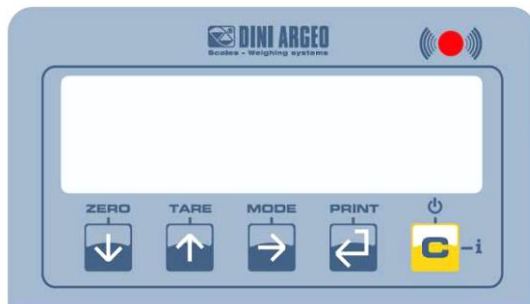 DINI ARGEO
Scales - Weighing systems
ZERO TARE MODE PRINT
C i